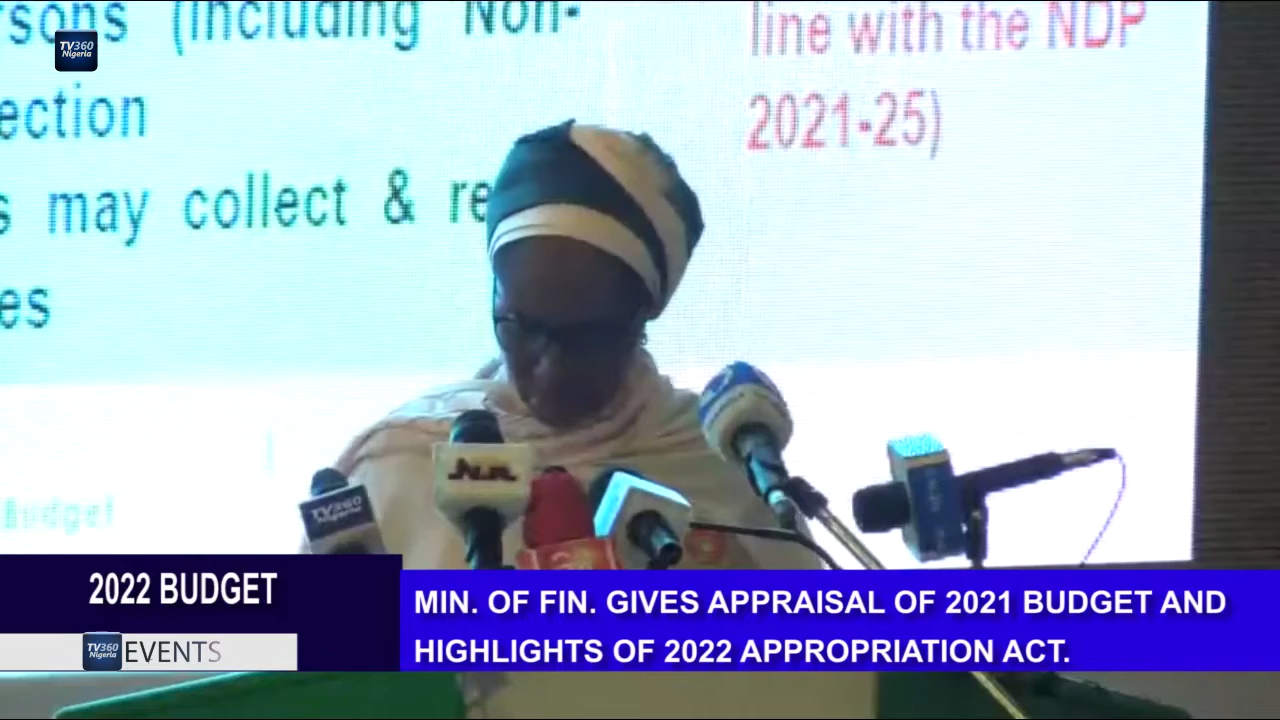 rsons (including Non-
line with the NDP
TV360
Nigeria
ection
2021-25)
s may collect & re
es
Budget
TV360
Nigeria
2022 BUDGET
MIN. OF FIN. GIVES APPRAISAL OF 2021 BUDGET AND
HIGHLIGHTS OF 2022 APPROPRIATION ACT.
TV360
Nigeria
EVENTS